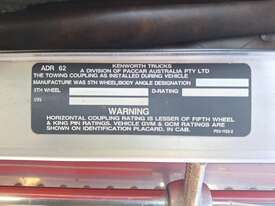 ADR 62
KENWORTH TRUCKS
A DIVISION OF PACCAR AUSTRALIA PTY LTD
THE TOWING COUPLING AS INSTALLED DURING VEHICLE
MANUFACTURE WAS 5TH WHEEL/BODY ANGLE DESIGNATION
5TH WHEEL D-RATING
VIN
WARNING
HORIZONTAL COUPLING RATING IS LESSER OF FIFTH WHEEL
& KING PIN RATINGS. VEHICLE GVM & GCM RATINGS ARE
SHOWN ON IDENTIFICATION PLACARD, IN CAB.